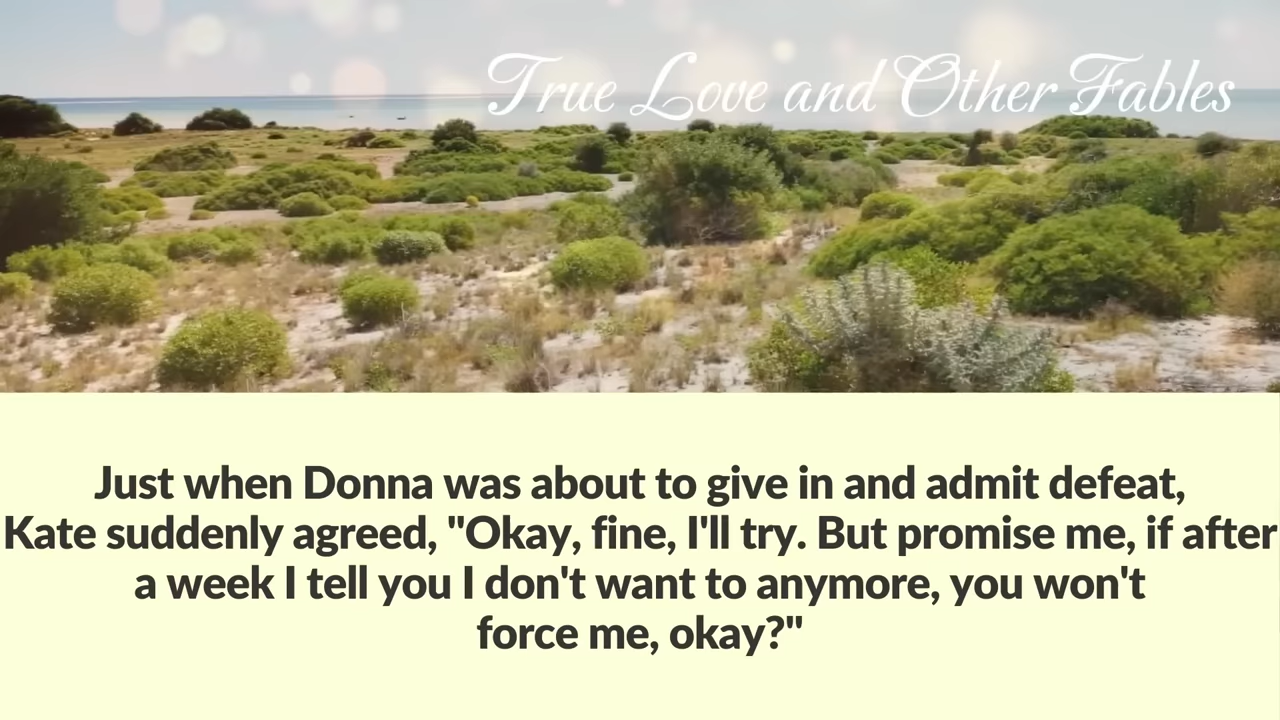 True Love and Other Fables
Just when Donna was about to give in and admit defeat,
Kate suddenly agreed, "Okay, fine, I'll try. But promise me, if after
a week I tell you I don't want to anymore, you won't
force me, okay?"